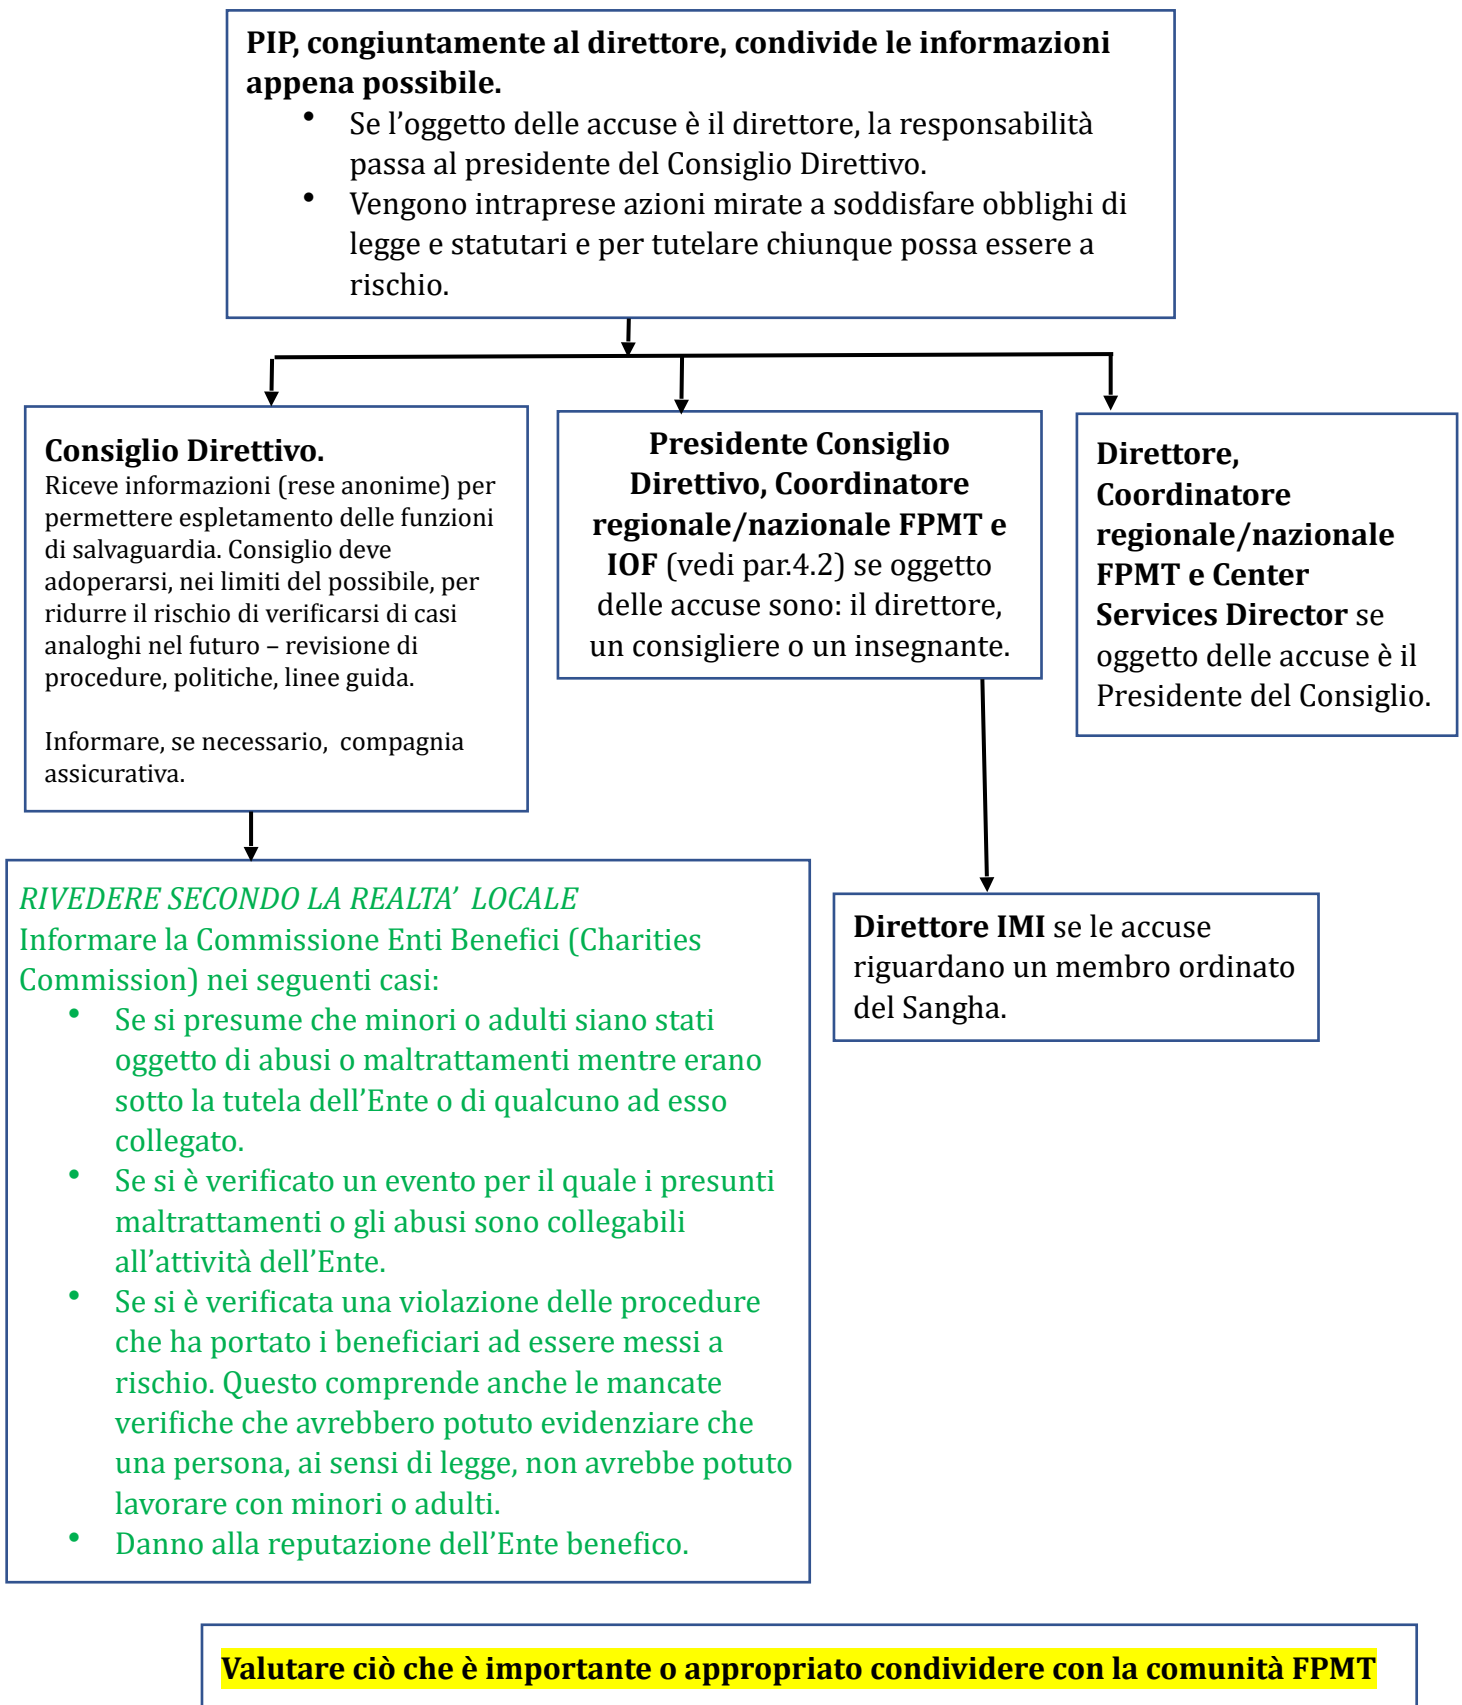 PIP, congiuntamente al direttore, condivide le informazioni
appena possibile.
• Se l’oggetto delle accuse è il direttore, la responsabilità
passa al presidente del Consiglio Direttivo.
• Vengono intraprese azioni mirate a soddisfare obblighi di
legge e statutari e per tutelare chiunque possa essere a
rischio.
Consiglio Direttivo.
Riceve informazioni (rese anonime) per
permettere espletamento delle funzioni
di salvaguardia. Consiglio deve
adoperarsi, nei limiti del possibile, per
ridurre il rischio di verificarsi di casi
analoghi nel futuro – revisione di
procedure, politiche, linee guida.
Informare, se necessario, compagnia
assicurativa.
Presidente Consiglio
Direttivo, Coordinatore
regionale/nazionale FPMT e
IOF (vedi par.4.2) se oggetto
delle accuse sono: il direttore,
un consigliere o un insegnante.
Direttore,
Coordinatore
regionale/nazionale
FPMT e Center
Services Director se
oggetto delle accuse è il
Presidente del Consiglio.
RIVEDERE SECONDO LA REALTA’ LOCALE
Informare la Commissione Enti Benefici (Charities
Commission) nei seguenti casi:
• Se si presume che minori o adulti siano stati
oggetto di abusi o maltrattamenti mentre erano
sotto la tutela dell’Ente o di qualcuno ad esso
collegato.
• Se si è verificato un evento per il quale i presunti
maltrattamenti o gli abusi sono collegabili
all’attività dell’Ente.
• Se si è verificata una violazione delle procedure
che ha portato i beneficiari ad essere messi a
rischio. Questo comprende anche le mancate
verifiche che avrebbero potuto evidenziare che
una persona, ai sensi di legge, non avrebbe potuto
lavorare con minori o adulti.
• Danno alla reputazione dell’Ente benefico.
Direttore IMI se le accuse
riguardano un membro ordinato
del Sangha.
Valutare ciò che è importante o appropriato condividere con la comunità FPMT